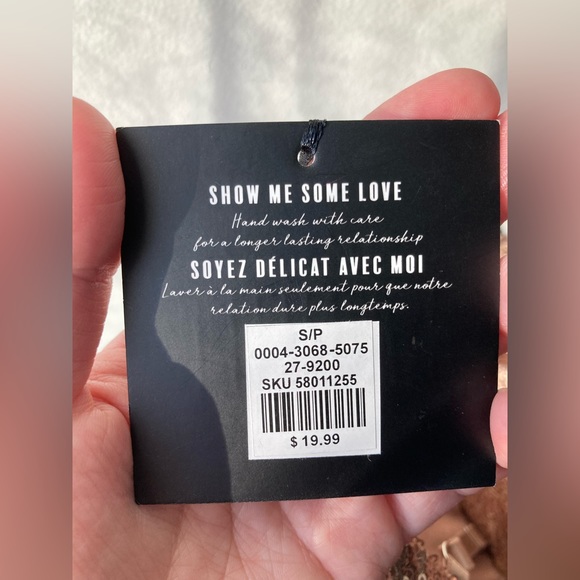 SHOW ME SOME LOVE
Hand wash with care
for a longer lasting relationship
SOYEZ DÉLICAT AVEC MOI
Laver à la main seulement pour que notre
relation dure plus longtemps.
S/P
0004-3068-5075
27-9200
SKU 58011255
$ 19.99